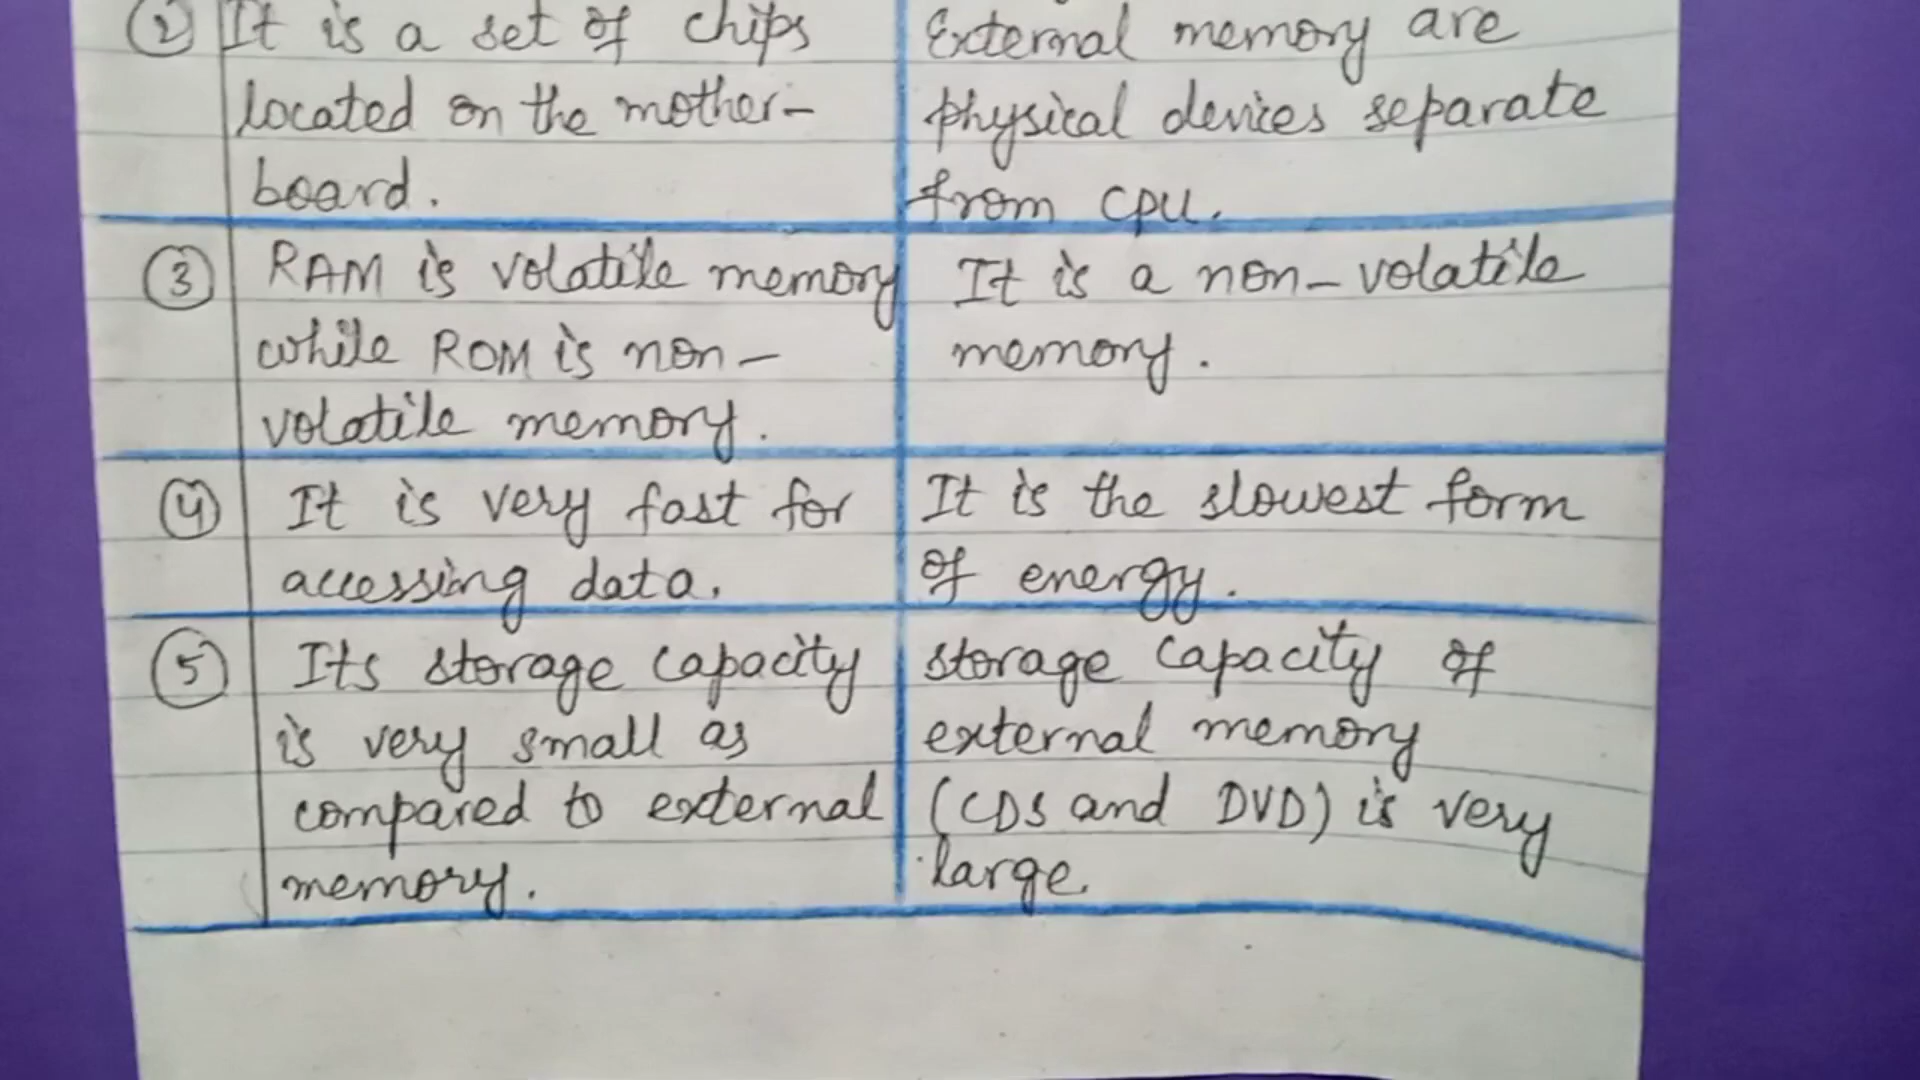 ② It is a set of chips
located on the mother-
board.
External memory are
physical devices separate
from CPU.
③ RAM is volatile memory
while ROM is non-
volatile memory.
It is a non-volatile
memory.
④ It is very fast for
accessing data.
It is the slowest form
of energy.
⑤ Its storage capacity
is very small as
compared to external
memory.
storage capacity of
external memory
(CDs and DVD) is very
large.